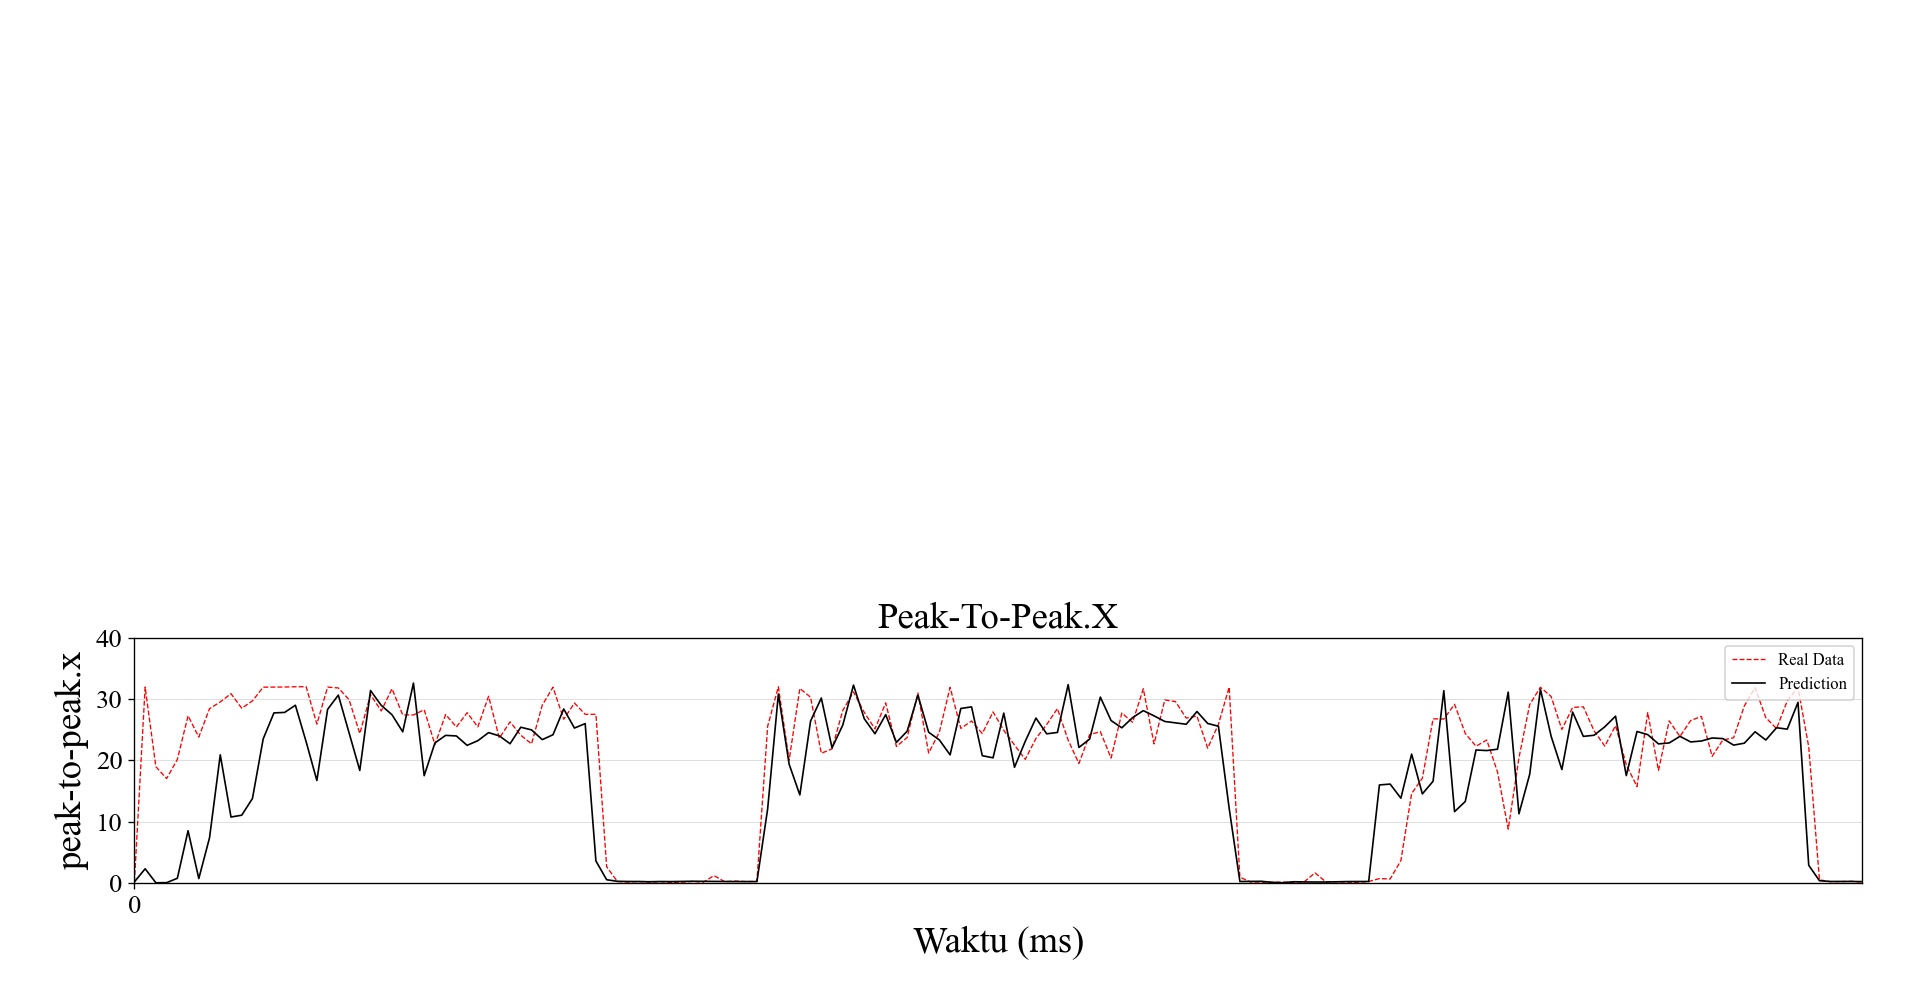 Peak-To-Peak.X
peak-to-peak.x
40
30
20
10
0
0
Real Data
Prediction
Waktu (ms)